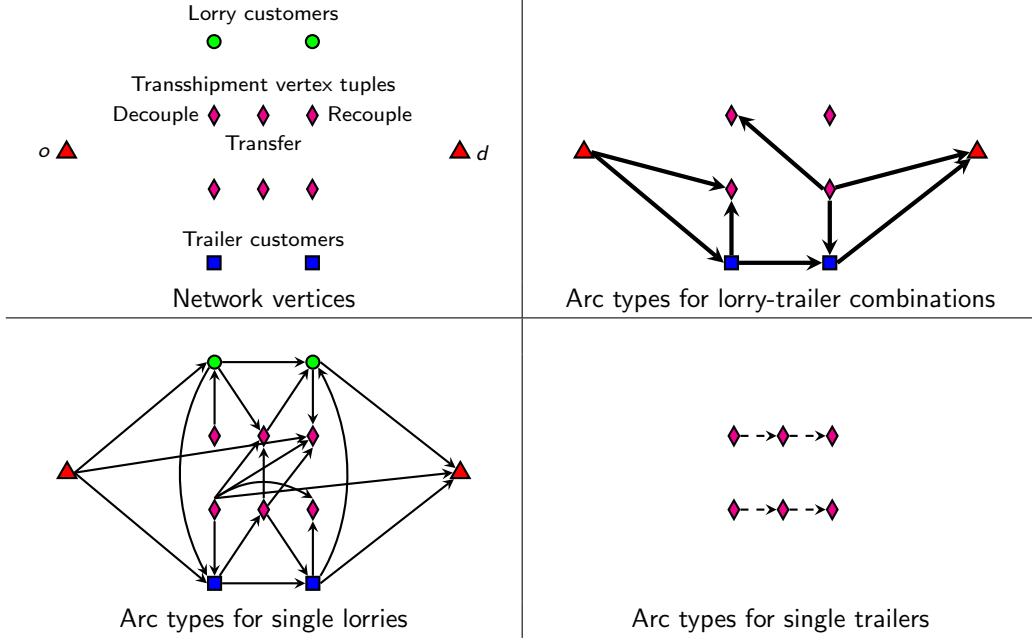 Lorry customers
Transshipment vertex tuples
Decouple Recouple
Transfer
o d
Trailer customers
Network vertices
Arc types for lorry-trailer combinations
Arc types for single lorries
Arc types for single trailers